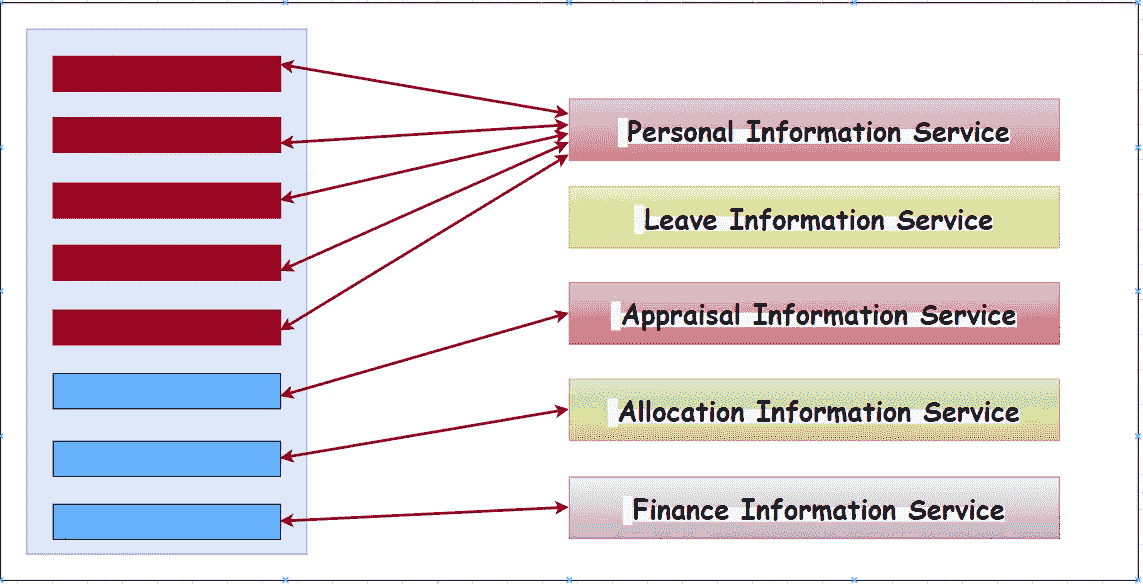 Personal Information Service
Leave Information Service
Appraisal Information Service
Allocation Information Service
Finance Information Service